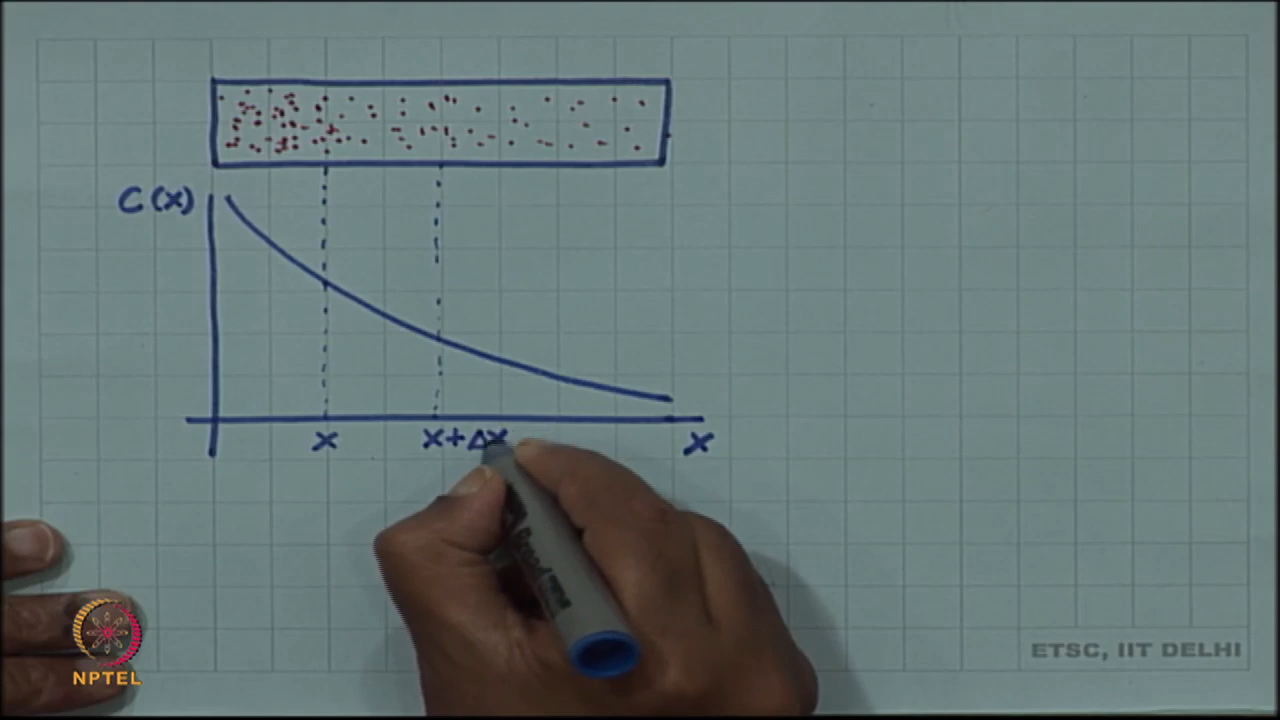 C(x)
x x+Δx x
NPTEL
ETSC, IIT DELHI